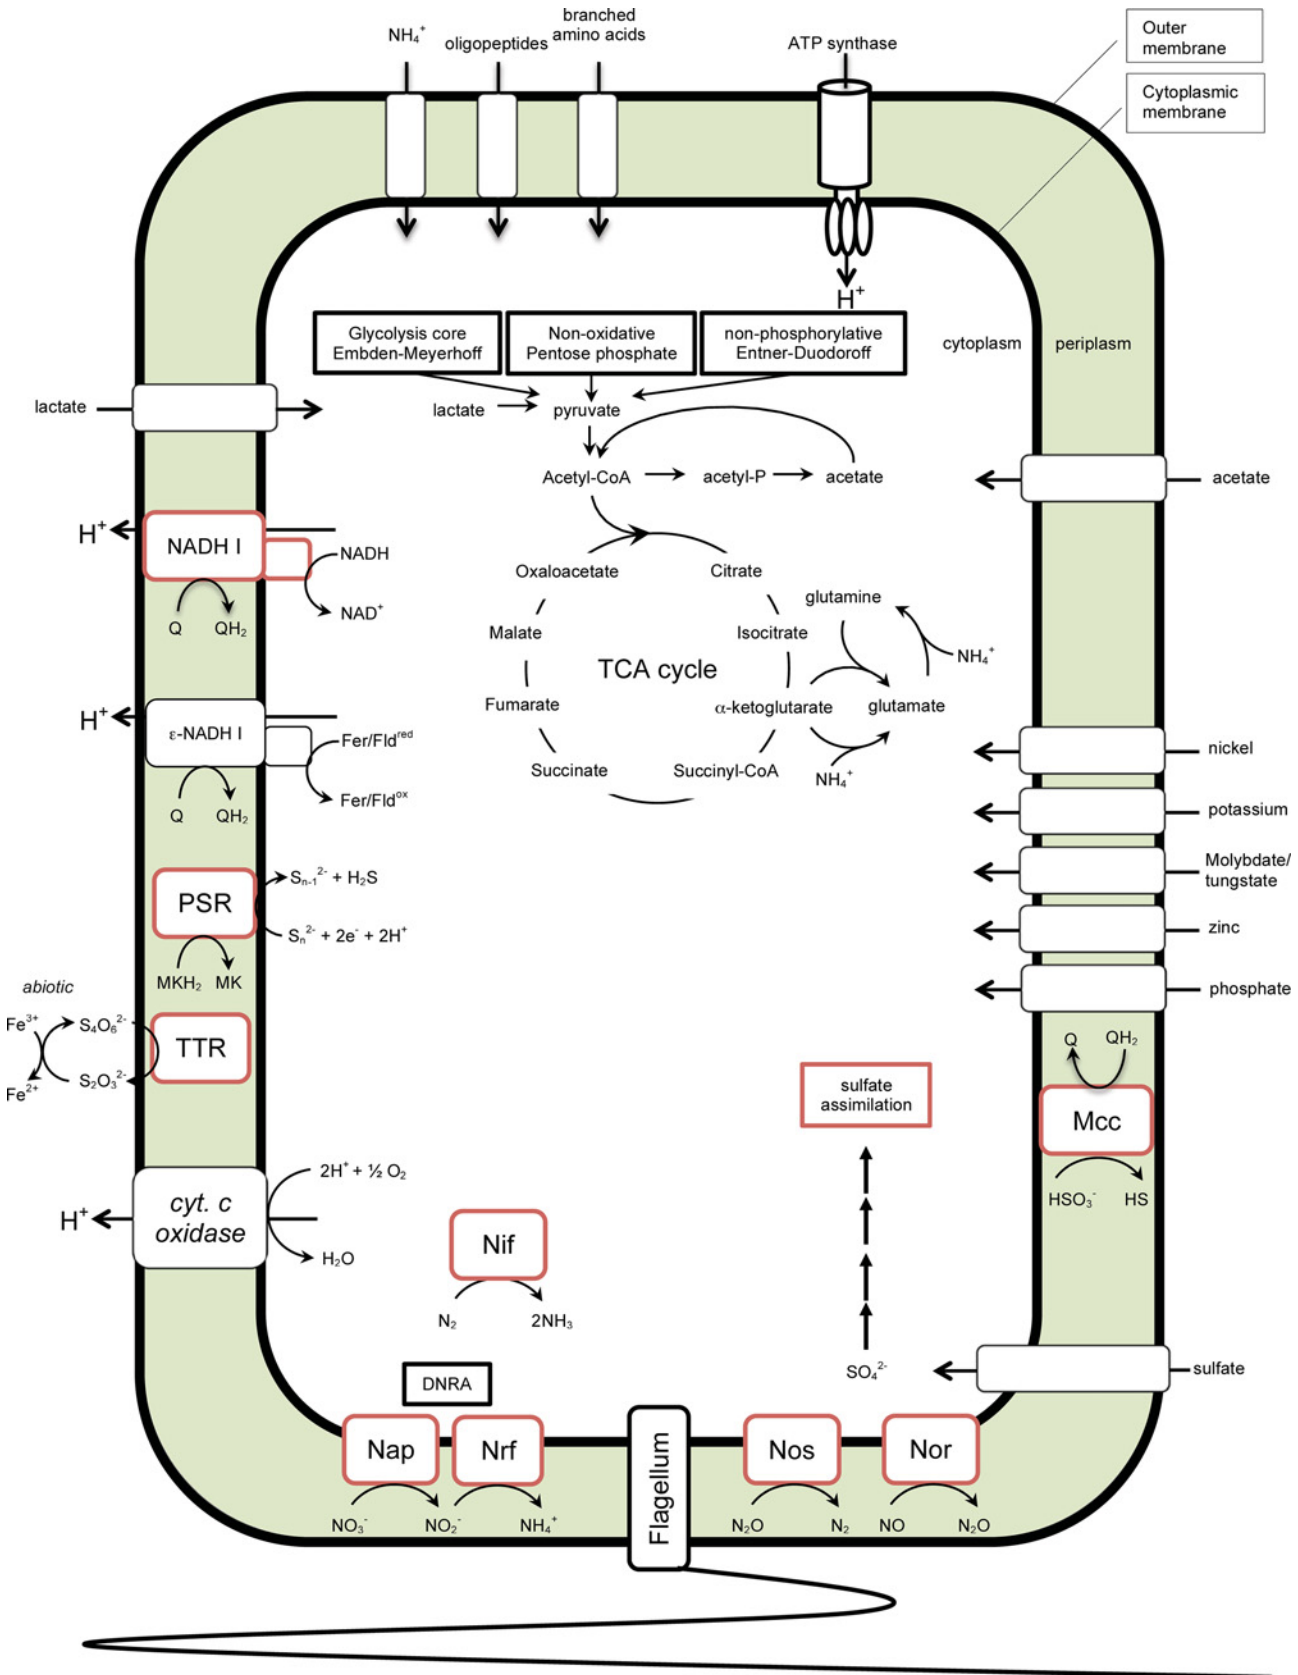 branched
amino acids
NH₄⁺
oligopeptides
ATP synthase
Outer
membrane
Cytoplasmic
membrane
H⁺
Glycolysis core
Embden-Meyerhoff
Non-oxidative
Pentose phosphate
non-phosphorylative
Entner-Duodoroff
cytoplasm
periplasm
lactate
lactate
pyruvate
Acetyl-CoA
acetyl-P
acetate
acetate
H⁺
NADH I
NADH
NAD⁺
Q
QH₂
Oxaloacetate
Citrate
Malate
Isocitrate
TCA cycle
Fumarate
α-ketoglutarate
Succinate
Succinyl-CoA
glutamine
NH₄⁺
glutamate
NH₄⁺
H⁺
ε-NADH I
Fer/Fldʳᵉᵈ
Fer/Fldᵒˣ
Q
QH₂
nickel
potassium
Molybdate/
tungstate
zinc
phosphate
PSR
Sₙ₋₁²⁻ + H₂S
Sₙ²⁻ + 2e⁻ + 2H⁺
MKH₂
MK
abiotic
Fe³⁺
S₄O₆²⁻
TTR
Fe²⁺
S₂O₃²⁻
Q
QH₂
Mcc
HSO₃⁻
HS
sulfate
assimilation
cyt. c
oxidase
H⁺
2H⁺ + ½ O₂
H₂O
Nif
N₂
2NH₃
SO₄²⁻
sulfate
DNRA
Nap
Nrf
Flagellum
Nos
Nor
NO₃⁻
NO₂⁻
NH₄⁺
N₂O
N₂
NO
N₂O